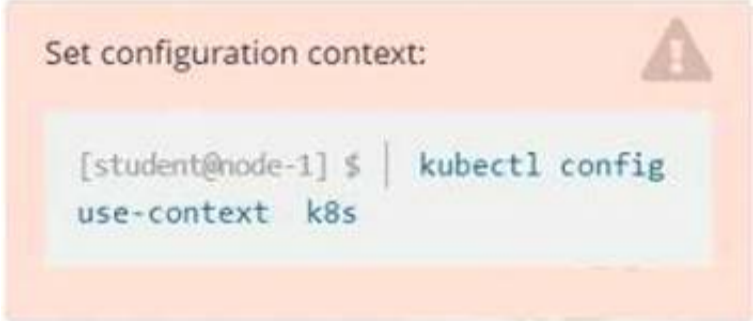 Set configuration context:
[student@node-1] $ | kubectl config
use-context k8s